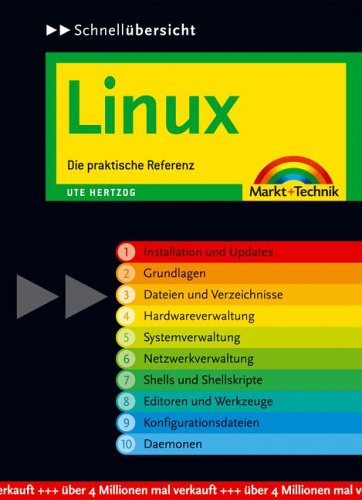 Schnellübersicht
Linux
Die praktische Referenz
UTE HERTZOG
Markt+Technik
1 Installation und Updates
2 Grundlagen
3 Dateien und Verzeichnisse
4 Hardwareverwaltung
5 Systemverwaltung
6 Netzwerkverwaltung
7 Shells und Shellskripte
8 Editoren und Werkzeuge
9 Konfigurationsdateien
10 Daemonen
erkauft +++ über 4 Millionen mal verkauft +++ über 4 Millionen mal v